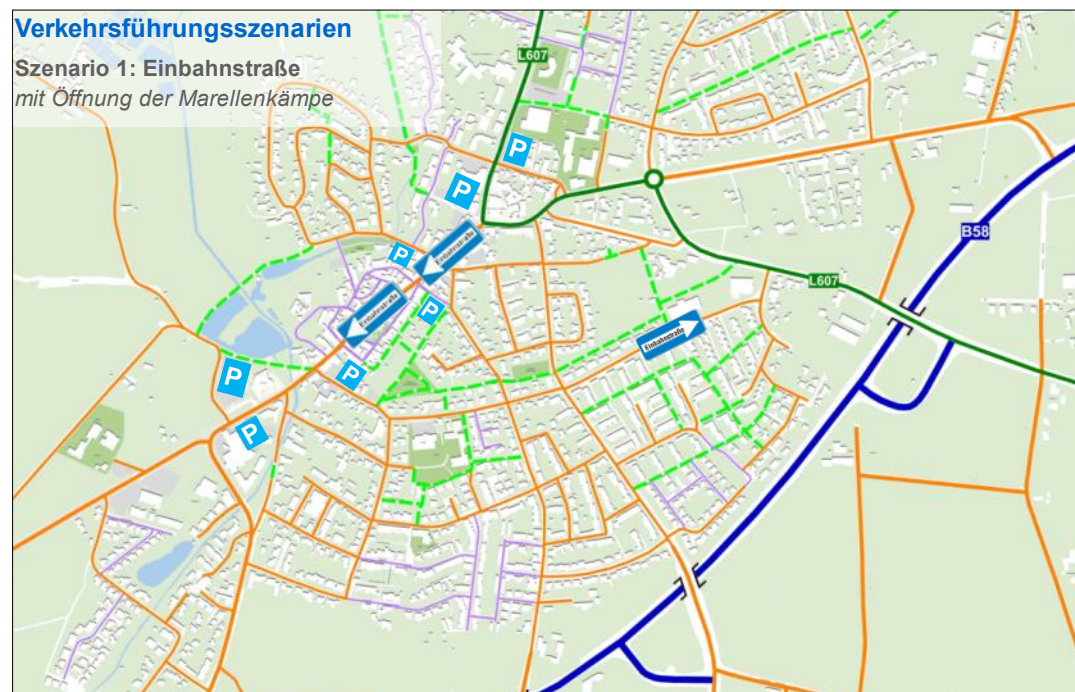 Verkehrsführungsszenarien
Szenario 1: Einbahnstraße
mit Öffnung der Marellenkämpe
L607
P
P
B58
P
Einbahnstraße
L607
P
Einbahnstraße
Einbahnstraße
P
P
P